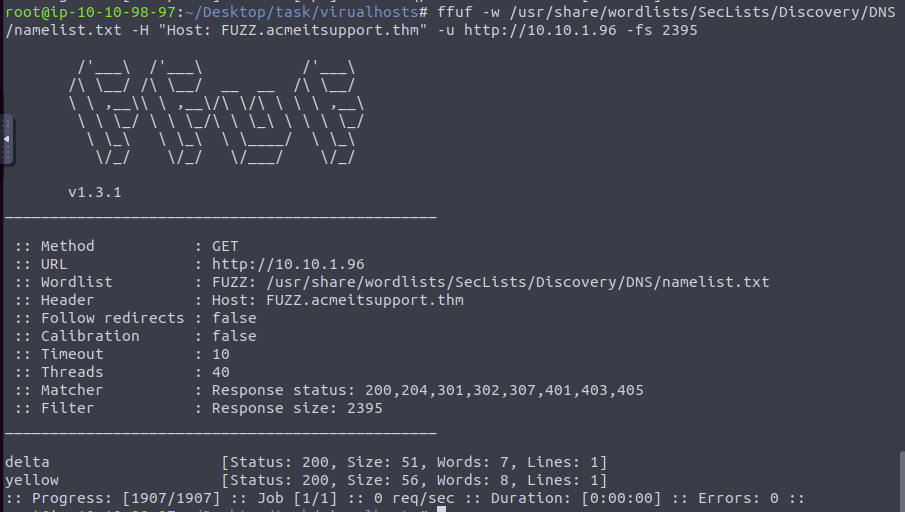 root@ip-10-10-98-97:~/Desktop/task/virualhosts# ffuf -w /usr/share/wordlists/SecLists/Discovery/DNS
/namelist.txt -H "Host: FUZZ.acmeitsupport.thm" -u http://10.10.1.96 -fs 2395

        /'___\  /'___\           /'___\
       /\ \__/ /\ \__/  __  __  /\ \__/
       \ \ ,__\\ \ ,__\/\ \/\ \ \ \ ,__\
        \ \ \_/ \ \ \_/\ \ \_\ \ \ \ \_/
         \ \_\   \ \_\  \ \____/  \ \_\
          \/_/    \/_/   \/___/    \/_/

       v1.3.1
________________________________________________

 :: Method           : GET
 :: URL              : http://10.10.1.96
 :: Wordlist         : FUZZ: /usr/share/wordlists/SecLists/Discovery/DNS/namelist.txt
 :: Header           : Host: FUZZ.acmeitsupport.thm
 :: Follow redirects : false
 :: Calibration      : false
 :: Timeout          : 10
 :: Threads          : 40
 :: Matcher          : Response status: 200,204,301,302,307,401,403,405
 :: Filter           : Response size: 2395
________________________________________________

delta                   [Status: 200, Size: 51, Words: 7, Lines: 1]
yellow                  [Status: 200, Size: 56, Words: 8, Lines: 1]
:: Progress: [1907/1907] :: Job [1/1] :: 0 req/sec :: Duration: [0:00:00] :: Errors: 0 ::